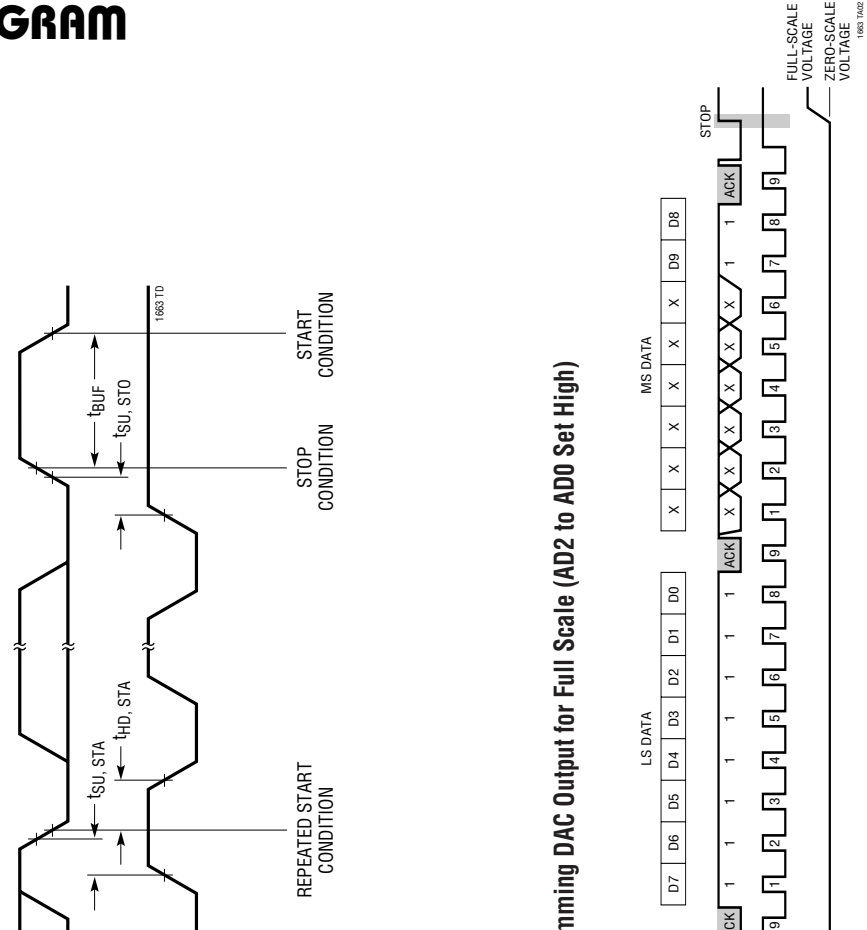 GRAM
tSU, STA
tHD, STA
tBUF
tSU, STO
REPEATED START
CONDITION
STOP
CONDITION
START
CONDITION
1663 TD
mming DAC Output for Full Scale (AD2 to AD0 Set High)
LS DATA
MS DATA
D7 D6 D5 D4 D3 D2 D1 D0
X X X X X X D9 D8
STOP
CK 1 1 1 1 1 1 1 1 ACK X X X X X X 1 1 ACK
9 1 2 3 4 5 6 7 8 9 1 2 3 4 5 6 7 8 9
FULL-SCALE
VOLTAGE
ZERO-SCALE
VOLTAGE
1663 TA02